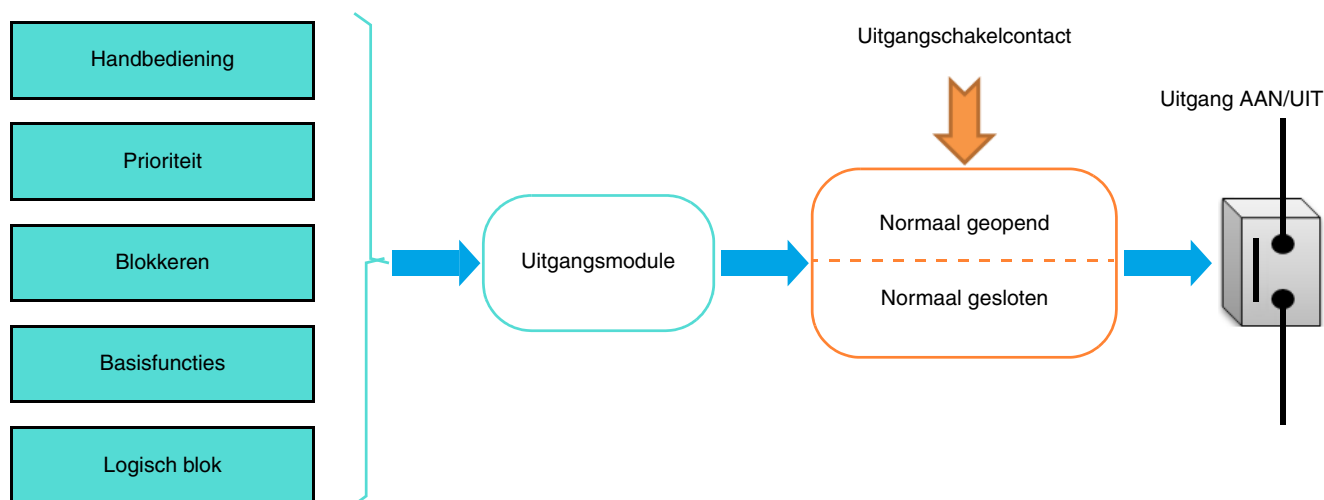 Handbediening
Prioriteit
Blokkeren
Basisfuncties
Logisch blok
Uitgangsmodule
Uitgangschakelcontact
Normaal geopend
Normaal gesloten
Uitgang AAN/UIT